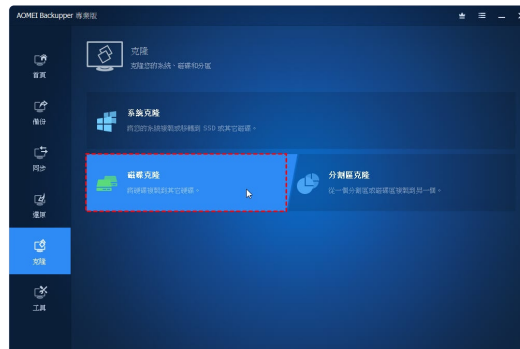 AOMEI Backupper 專業版
首頁
備份
同步
還原
克隆
工具
克隆
克隆您的系統、磁碟和分區
系統克隆
將您的系統複製或移轉到 SSD 或其它磁碟。
磁碟克隆
將硬碟複製到其它硬碟。
分割區克隆
從一個分割區或磁碟區複製到另一個。